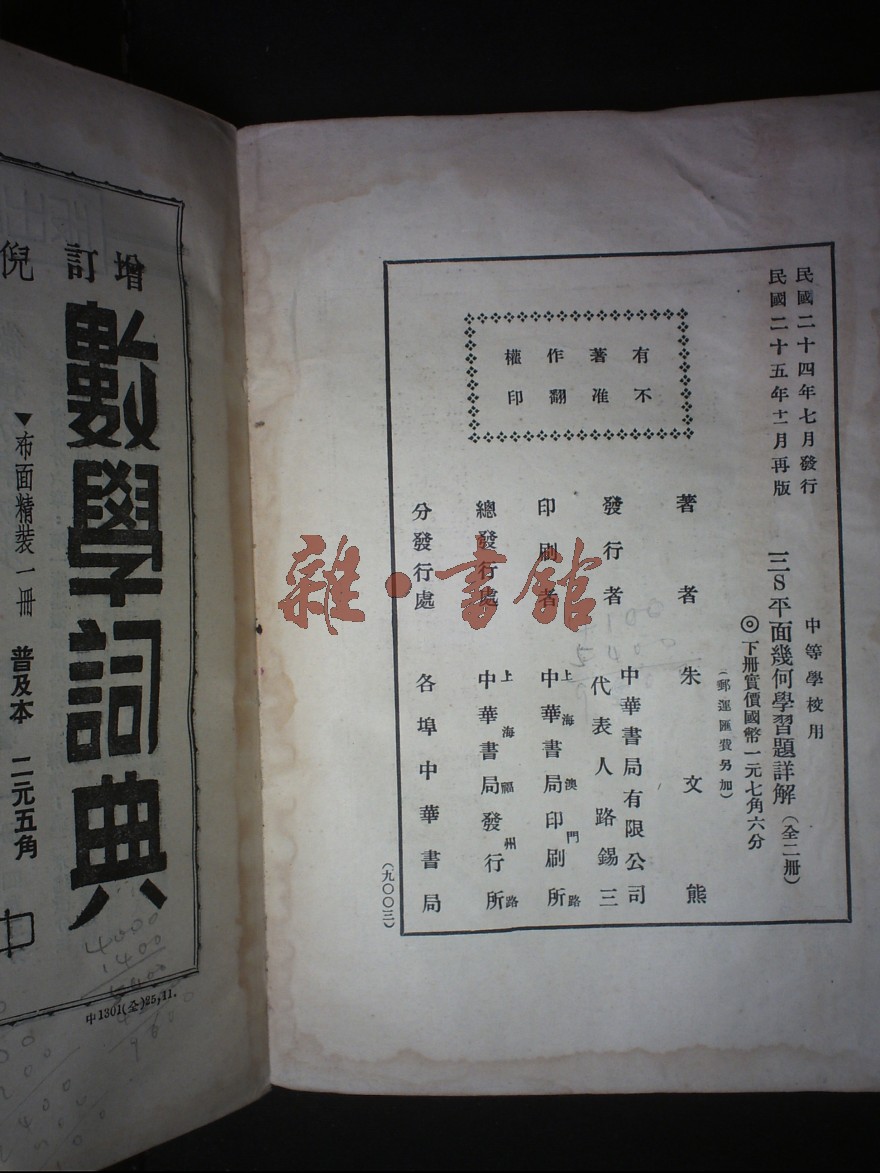 民國二十四年七月發行
民國二十五年十一月再版
中等學校用
三S平面幾何學習題詳解(全二冊)
◎下冊實價國幣一元七角六分
(郵運匯費另加)
有著作權
不准翻印
著者 朱文熊
發行者 中華書局有限公司
代表人 路錫三
印刷者 上海澳門路
中華書局印刷所
總發行處 上海福州路
中華書局發行所
分發行處 各埠中華書局
(九〇〇三)
增訂
倪
數學詞典
▼布面精裝一冊 普及本 二元五角
中
中1301(全)25,11.
雜·書館